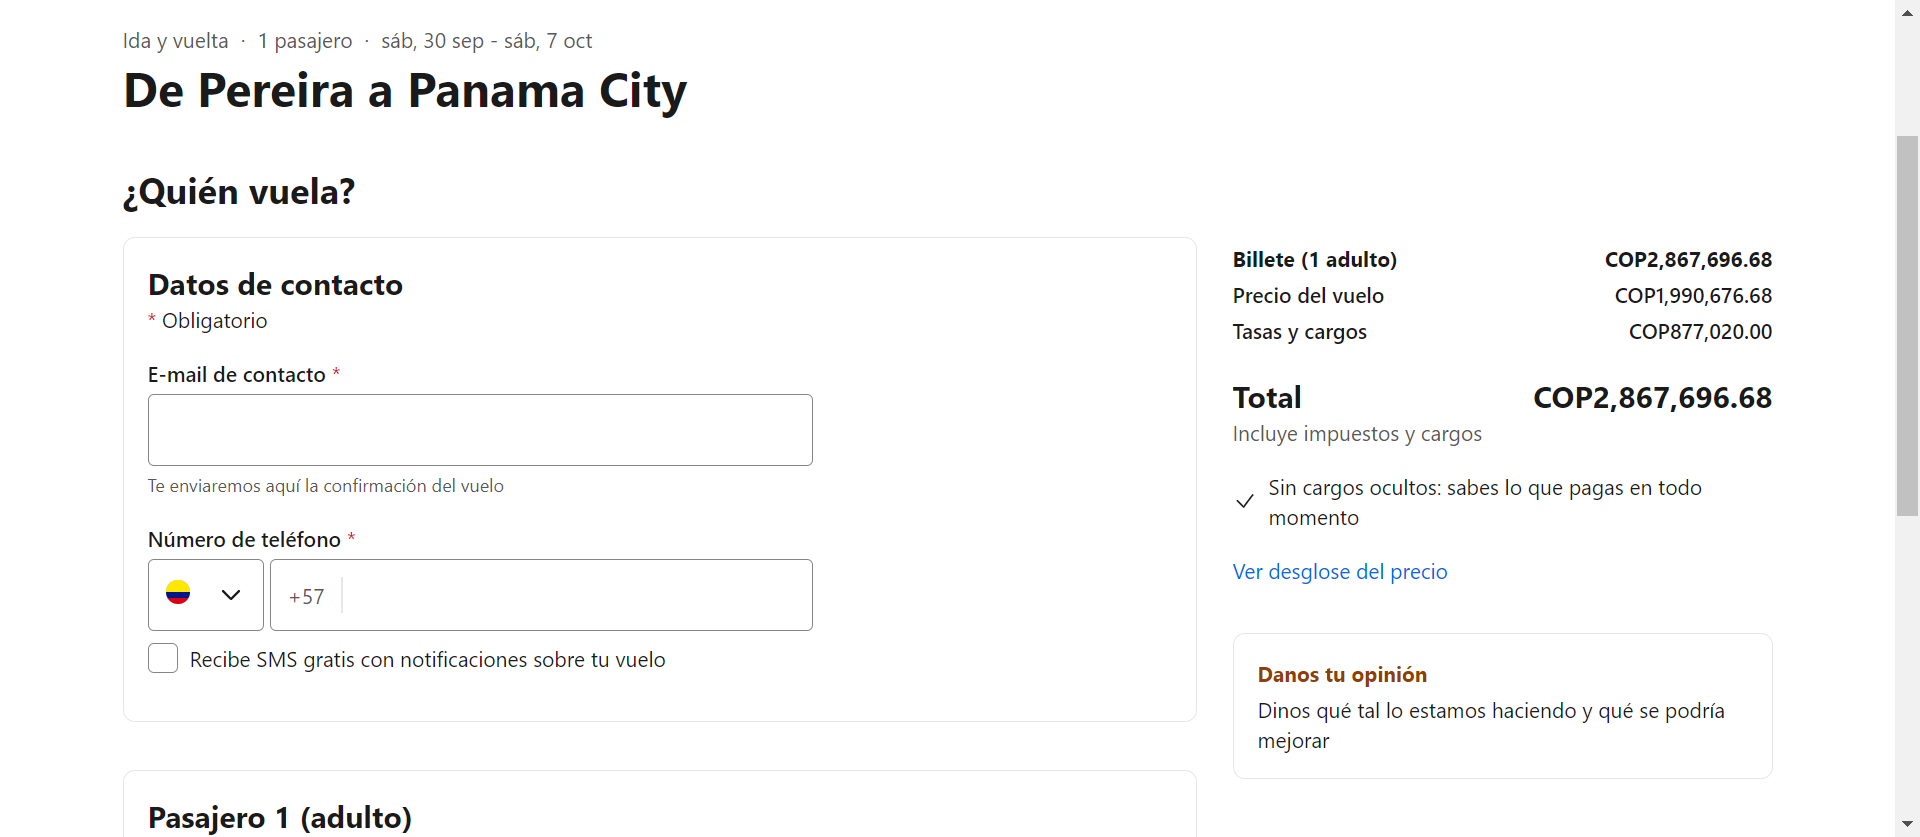 Ida y vuelta · 1 pasajero · sáb, 30 sep - sáb, 7 oct
De Pereira a Panama City
¿Quién vuela?
Datos de contacto
* Obligatorio
E-mail de contacto *
Te enviaremos aquí la confirmación del vuelo
Número de teléfono *
+57
Recibe SMS gratis con notificaciones sobre tu vuelo
Pasajero 1 (adulto)
Billete (1 adulto) COP2,867,696.68
Precio del vuelo COP1,990,676.68
Tasas y cargos COP877,020.00
Total COP2,867,696.68
Incluye impuestos y cargos
Sin cargos ocultos: sabes lo que pagas en todo
momento
Ver desglose del precio
Danos tu opinión
Dinos qué tal lo estamos haciendo y qué se podría
mejorar